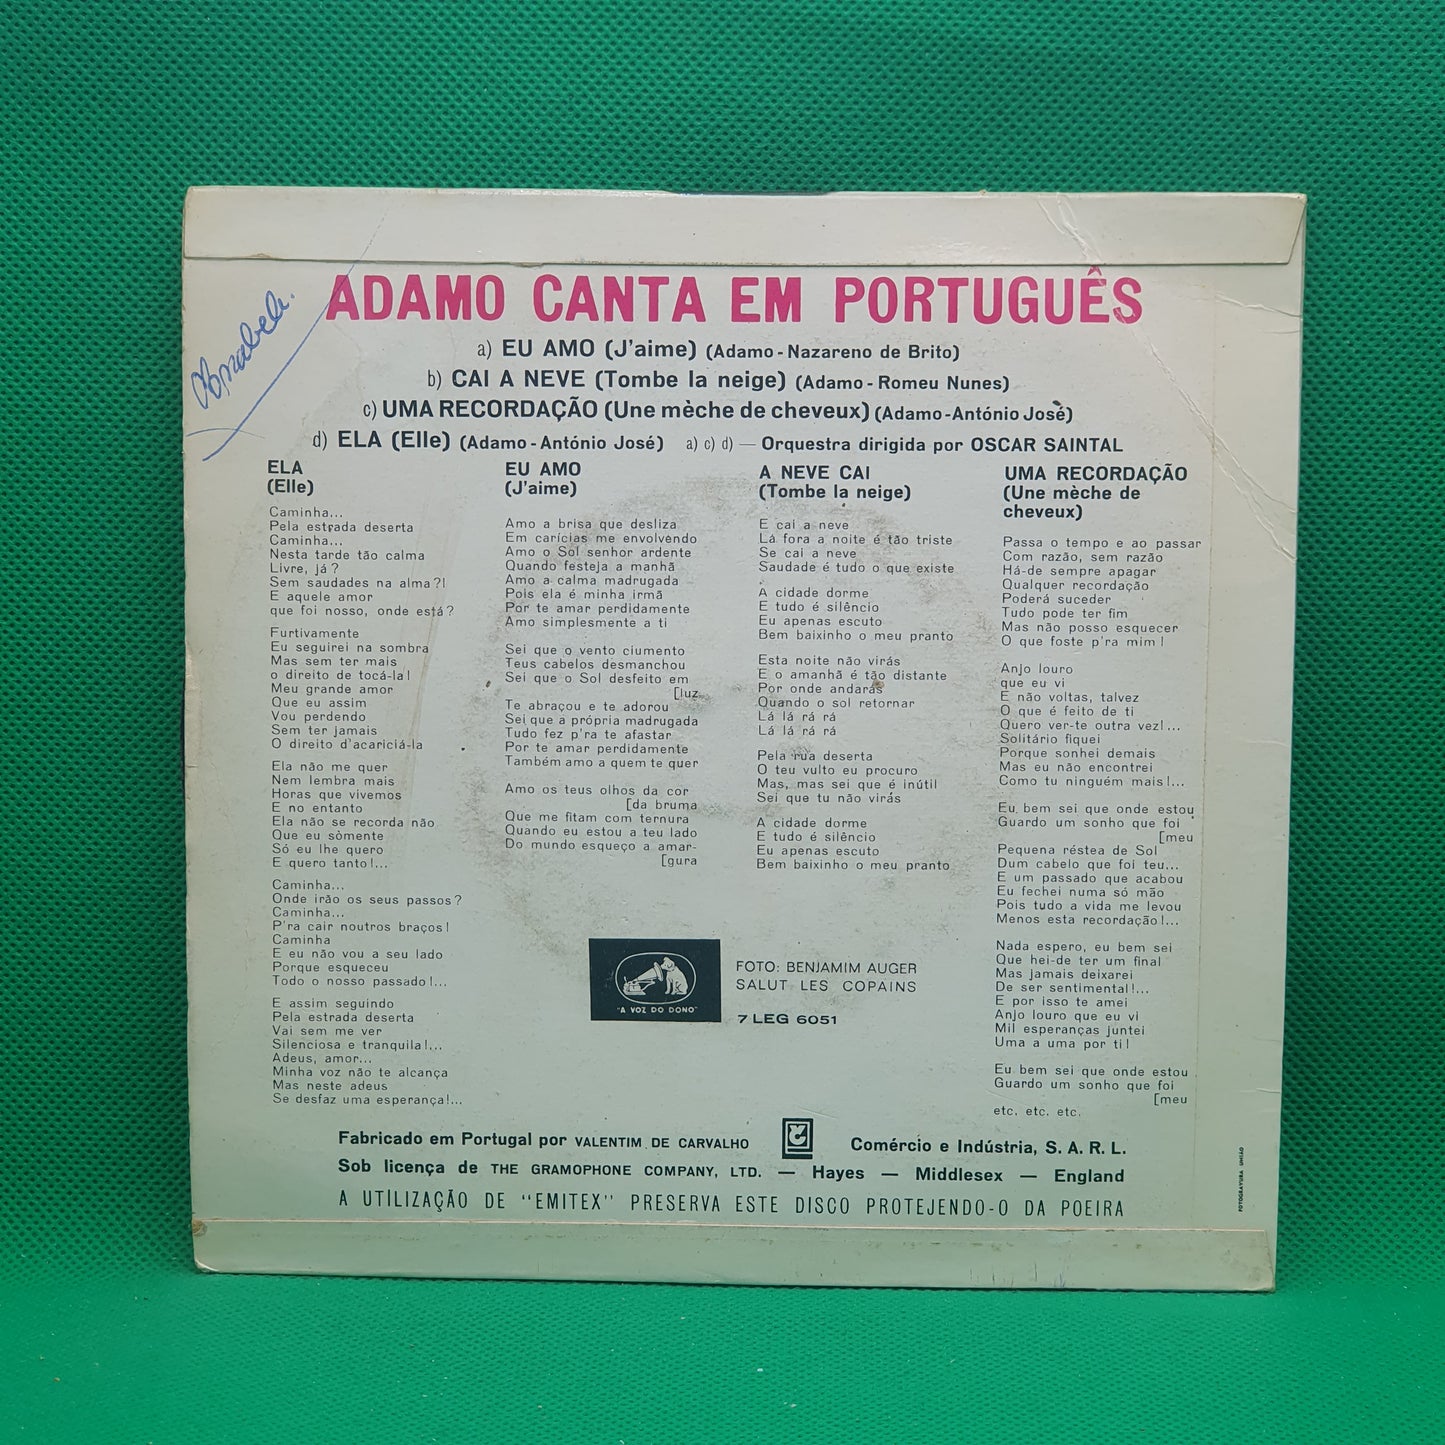 Anabela.
ADAMO CANTA EM PORTUGUÊS
a) EU AMO (J'aime) (Adamo - Nazareno de Brito)
b) CAI A NEVE (Tombe la neige) (Adamo - Romeu Nunes)
c) UMA RECORDAÇÃO (Une mèche de cheveux) (Adamo-António Josè)
d) ELA (Elle) (Adamo - António José) a) c) d) — Orquestra dirigida por OSCAR SAINTAL
ELA
(Elle)
Caminha...
Pela estrada deserta
Caminha...
Nesta tarde tão calma
Livre, já?
Sem saudades na alma?!
E aquele amor
que foi nosso, onde está?
Furtivamente
Eu seguirei na sombra
Mas sem ter mais
o direito de tocá-la!
Meu grande amor
Que eu assim
Vou perdendo
Sem ter jamais
O direito d'acariciá-la
Ela não me quer
Nem lembra mais
Horas que vivemos
E no entanto
Ela não se recorda não
Que eu sòmente
Só eu lhe quero
E quero tanto!...
Caminha...
Onde irão os seus passos?
Caminha...
P'ra cair noutros braços!
Caminha
E eu não vou a seu lado
Porque esqueceu
Todo o nosso passado!...
E assim seguindo
Pela estrada deserta
Vai sem me ver
Silenciosa e tranquila!...
Adeus, amor...
Minha voz não te alcança
Mas neste adeus
Se desfaz uma esperança!...
EU AMO
(J'aime)
Amo a brisa que desliza
Em carícias me envolvendo
Amo o Sol senhor ardente
Quando festeja a manhã
Amo a calma madrugada
Pois ela é minha irmã
Por te amar perdidamente
Amo simplesmente a ti
Sei que o vento ciumento
Teus cabelos desmanchou
Sei que o Sol desfeito em
[luz
Te abraçou e te adorou
Sei que a própria madrugada
Tudo fez p'ra te afastar
Por te amar perdidamente
Também amo a quem te quer
Amo os teus olhos da cor
[da bruma
Que me fitam com ternura
Quando eu estou a teu lado
Do mundo esqueço a amar-
[gura
A NEVE CAI
(Tombe la neige)
E cai a neve
Lá fora a noite é tão triste
Se cai a neve
Saudade é tudo o que existe
A cidade dorme
E tudo é silêncio
Eu apenas escuto
Bem baixinho o meu pranto
Esta noite não virás
E o amanhã é tão distante
Por onde andarás
Quando o sol retornar
Lá lá rá rá
Lá lá rá rá
Pela rua deserta
O teu vulto eu procuro
Mas, mas sei que é inútil
Sei que tu não virás
A cidade dorme
E tudo é silêncio
Eu apenas escuto
Bem baixinho o meu pranto
UMA RECORDAÇÃO
(Une mèche de
cheveux)
Passa o tempo e ao passar
Com razão, sem razão
Há-de sempre apagar
Qualquer recordação
Poderá suceder
Tudo pode ter fim
Mas não posso esquecer
O que foste p'ra mim!
Anjo louro
que eu vi
E não voltas, talvez
O que é feito de ti
Quero ver-te outra vez!...
Solitário fiquei
Porque sonhei demais
Mas eu não encontrei
Como tu ninguém mais!...
Eu bem sei que onde estou
Guardo um sonho que foi
[meu
Pequena réstea de Sol
Dum cabelo que foi teu...
E um passado que acabou
Eu fechei numa só mão
Pois tudo a vida me levou
Menos esta recordação!...
Nada espero, eu bem sei
Que hei-de ter um final
Mas jamais deixarei
De ser sentimental!...
E por isso te amei
Anjo louro que eu vi
Mil esperanças juntei
Uma a uma por ti!
Eu bem sei que onde estou
Guardo um sonho que foi
[meu
etc. etc. etc.
"A VOZ DO DONO"
FOTO: BENJAMIM AUGER
SALUT LES COPAINS
7 LEG 6051
Fabricado em Portugal por VALENTIM DE CARVALHO Comércio e Indústria, S. A. R. L.
Sob licença de THE GRAMOPHONE COMPANY, LTD. — Hayes — Middlesex — England
A UTILIZAÇÃO DE "EMITEX" PRESERVA ESTE DISCO PROTEJENDO-O DA POEIRA
FOTOGRAVURA UNIÃO